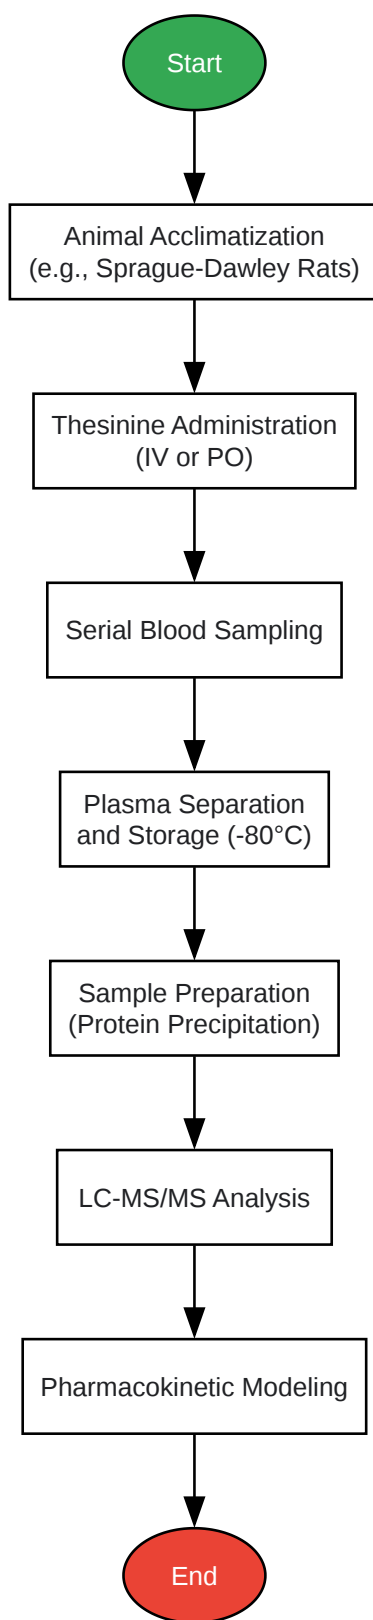 Start
Animal Acclimatization
(e.g., Sprague-Dawley Rats)
Thesinine Administration
(IV or PO)
Serial Blood Sampling
Plasma Separation
and Storage (-80°C)
Sample Preparation
(Protein Precipitation)
LC-MS/MS Analysis
Pharmacokinetic Modeling
End